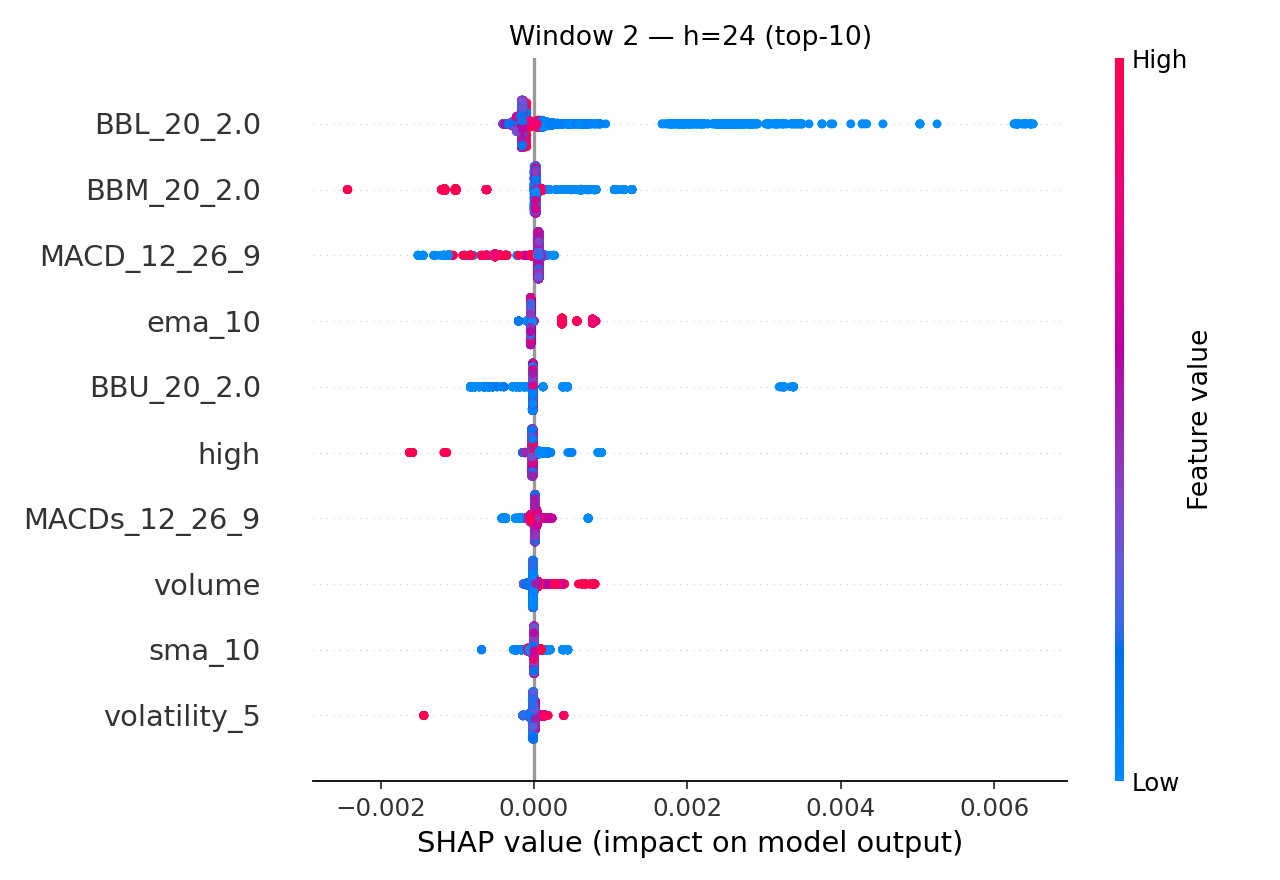 Window 2 — h=24 (top-10)
High
BBL_20_2.0
BBM_20_2.0
MACD_12_26_9
ema_10
BBU_20_2.0
high
MACDs_12_26_9
volume
sma_10
volatility_5
Feature value
Low
−0.002 0.000 0.002 0.004 0.006
SHAP value (impact on model output)